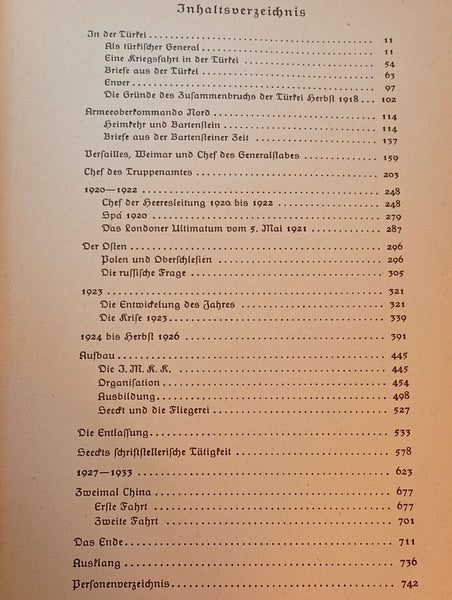 Inhaltsverzeichnis
In der Türkei 11
Als türkischer General 11
Eine Kriegsfahrt in der Türkei 54
Briefe aus der Türkei 63
Enver 97
Die Gründe des Zusammenbruchs der Türkei Herbst 1918 102
Armeeoberkommando Nord 114
Heimkehr und Bartenstein 114
Briefe aus der Bartensteiner Zeit 137
Versailles, Weimar und Chef des Generalstabes 159
Chef des Truppenamtes 203
1920—1922 248
Chef der Heeresleitung 1920 bis 1922 248
Spa 1920 279
Das Londoner Ultimatum vom 5. Mai 1921 287
Der Osten 296
Polen und Oberschlesien 296
Die russische Frage 305
1923 321
Die Entwickelung des Jahres 321
Die Krise 1923 339
1924 bis Herbst 1926 391
Aufbau 445
Die I. M. K. K. 445
Organisation 454
Ausbildung 498
Seeckt und die Fliegerei 527
Die Entlassung 533
Seeckts schriftstellerische Tätigkeit 578
1927—1933 623
Zweimal China 677
Erste Fahrt 677
Zweite Fahrt 701
Das Ende 711
Ausklang 736
Personenverzeichnis 742